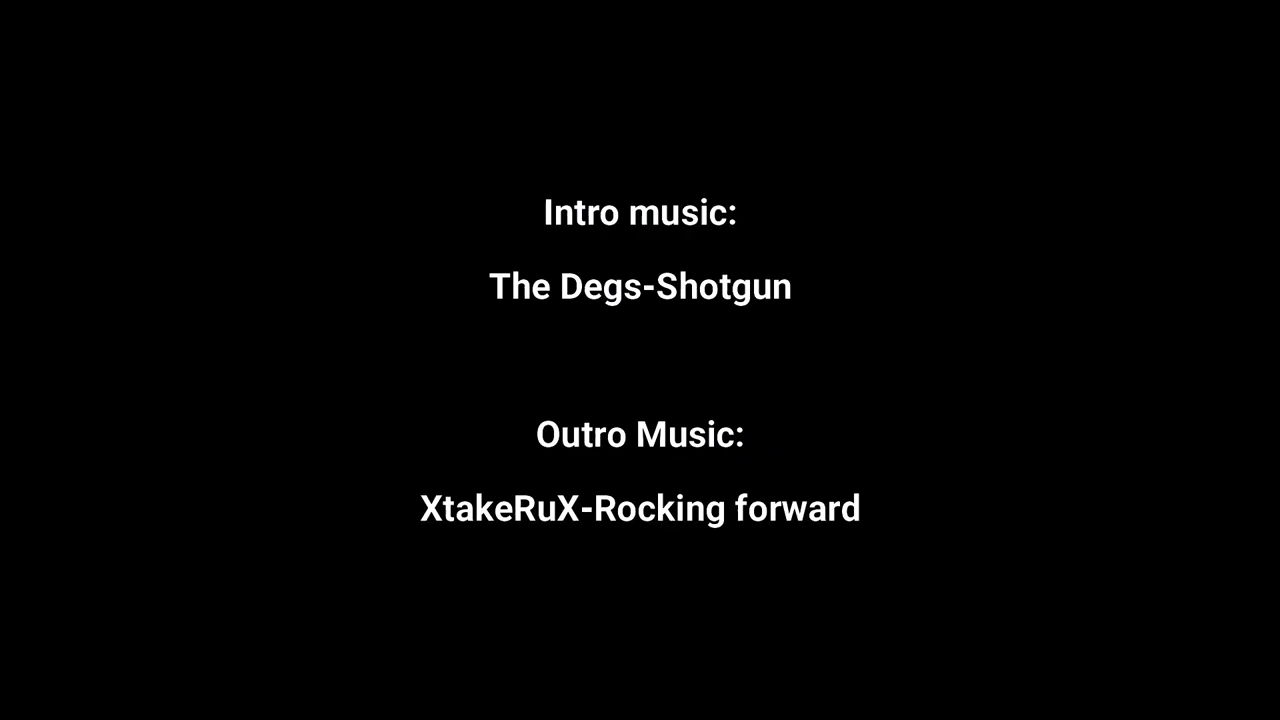 Intro music:
The Degs-Shotgun
Outro Music:
XtakeRuX-Rocking forward